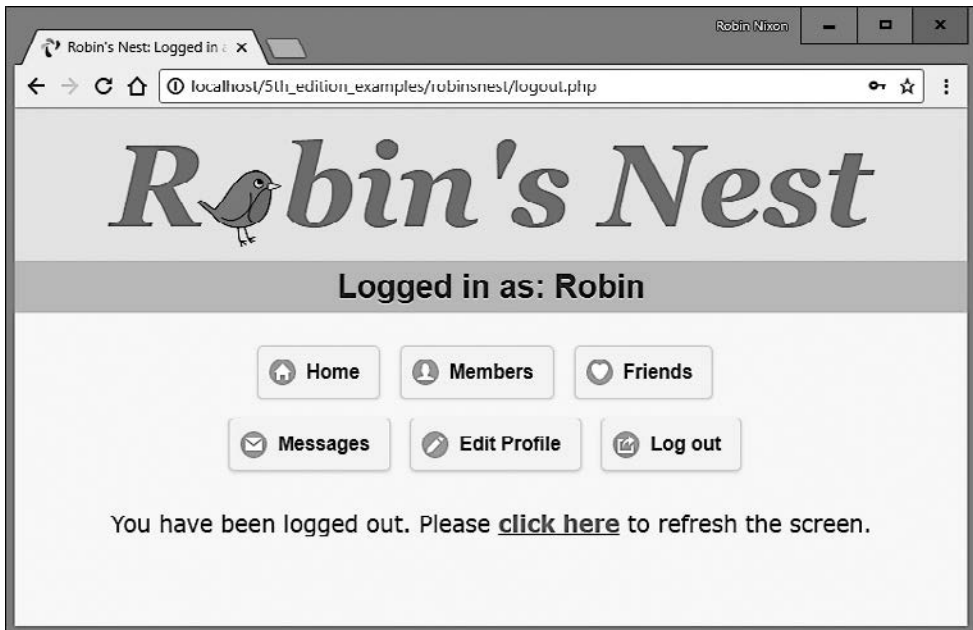 Robin Nixon
Robin's Nest: Logged in a
localhost/5th_edition_examples/robinsnest/logout.php
Robin's Nest
Logged in as: Robin
Home Members Friends
Messages Edit Profile Log out
You have been logged out. Please click here to refresh the screen.